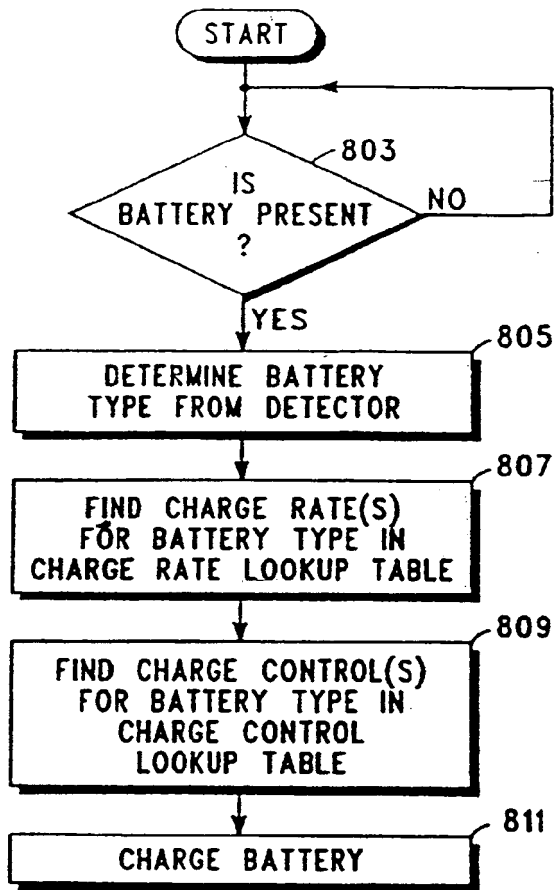 START
803
IS
BATTERY PRESENT
?
NO
YES
805
DETERMINE BATTERY
TYPE FROM DETECTOR
807
FIND CHARGE RATE(S)
FOR BATTERY TYPE IN
CHARGE RATE LOOKUP TABLE
809
FIND CHARGE CONTROL(S)
FOR BATTERY TYPE IN
CHARGE CONTROL
LOOKUP TABLE
811
CHARGE BATTERY